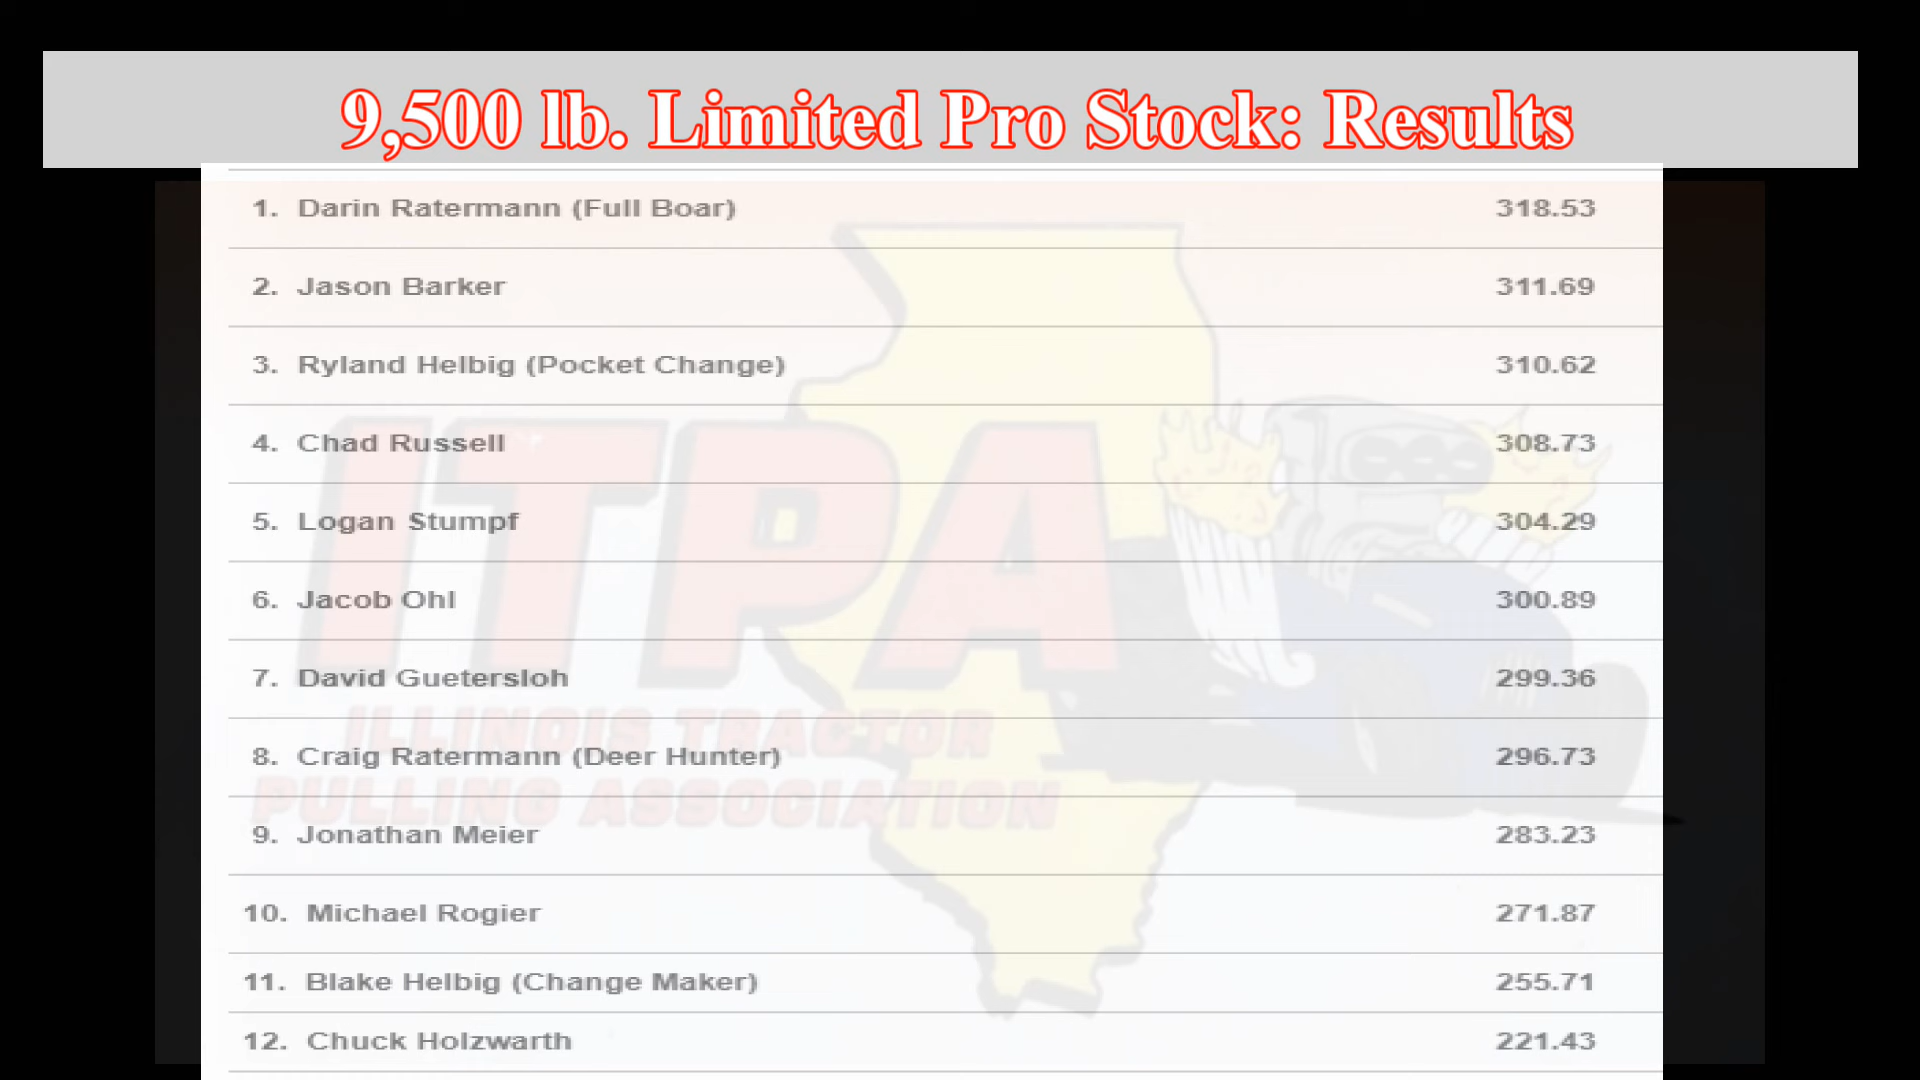 9,500 lb. Limited Pro Stock: Results
1. Darin Ratermann (Full Boar) 318.53
2. Jason Barker 311.69
3. Ryland Helbig (Pocket Change) 310.62
4. Chad Russell 308.73
5. Logan Stumpf 304.29
6. Jacob Ohl 300.89
7. David Guetersloh 299.36
8. Craig Ratermann (Deer Hunter) 296.73
9. Jonathan Meier 283.23
10. Michael Rogier 271.87
11. Blake Helbig (Change Maker) 255.71
12. Chuck Holzwarth 221.43
ITPA
ILLINOIS TRACTOR
PULLING ASSOCIATION